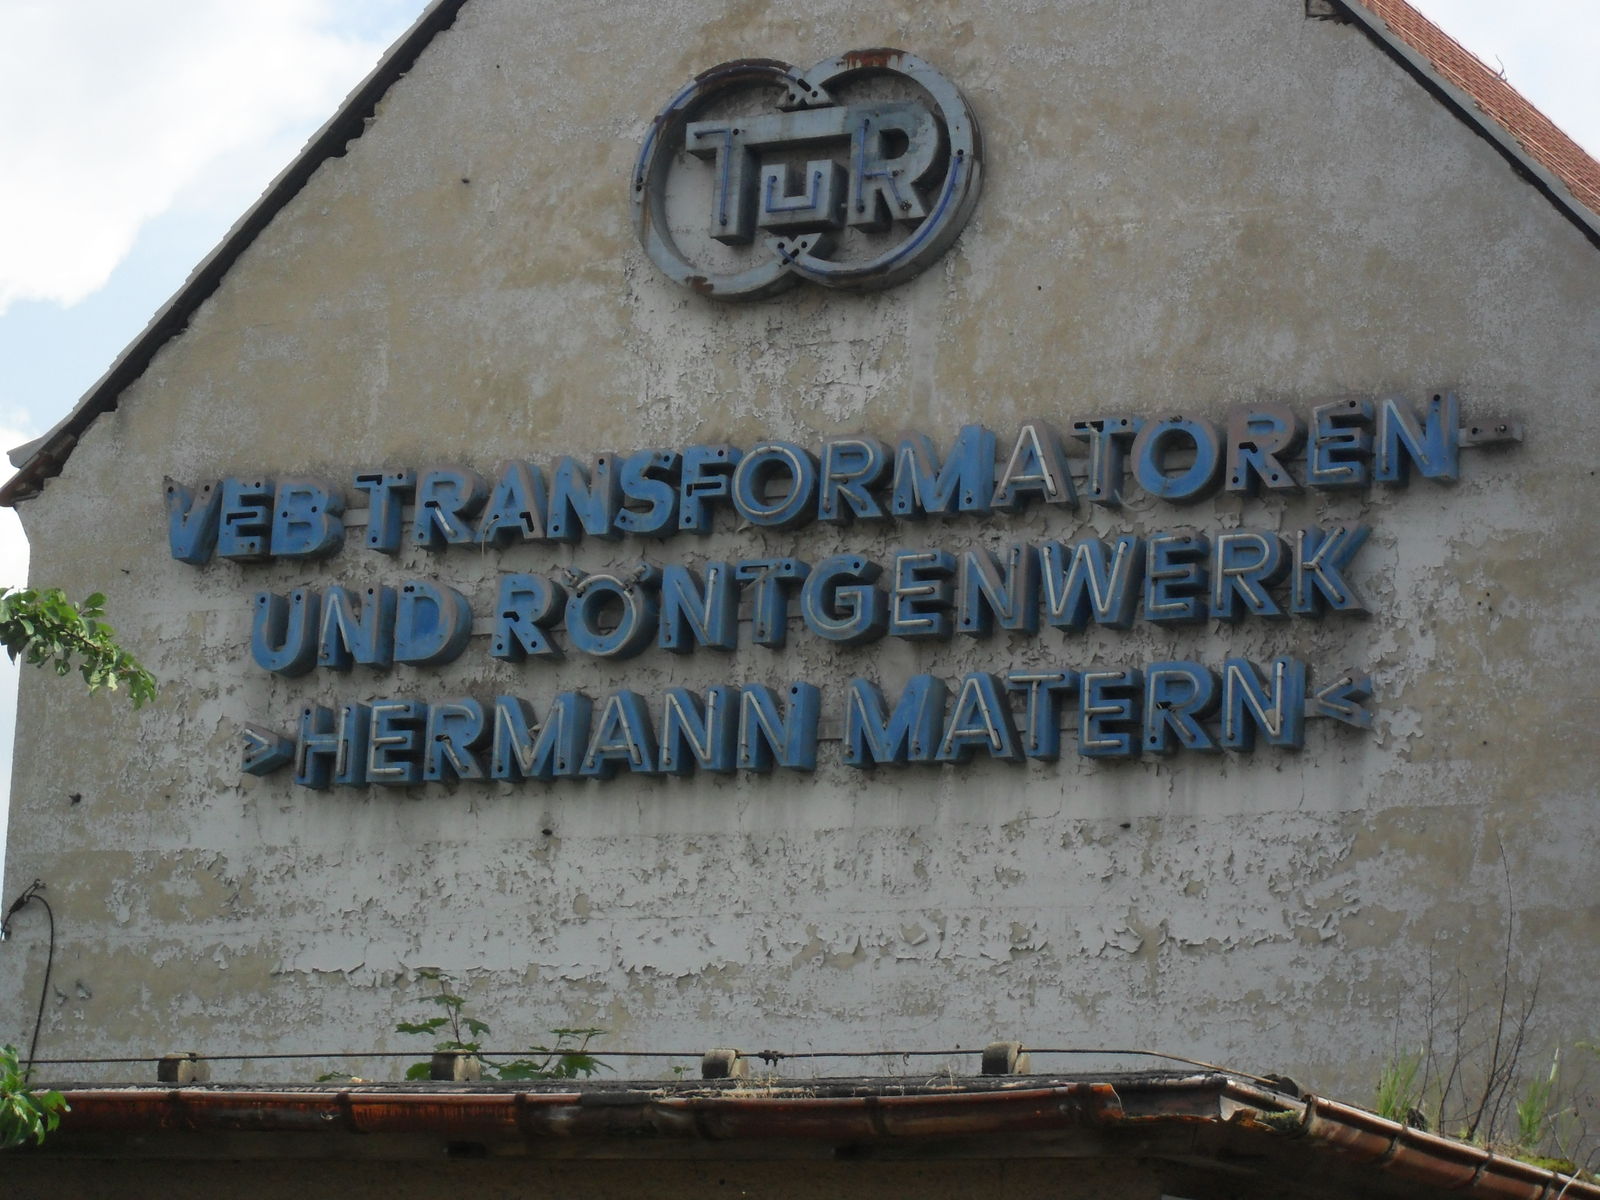 TuR
VEB TRANSFORMATOREN-
UND RÖNTGENWERK
>HERMANN MATERN<